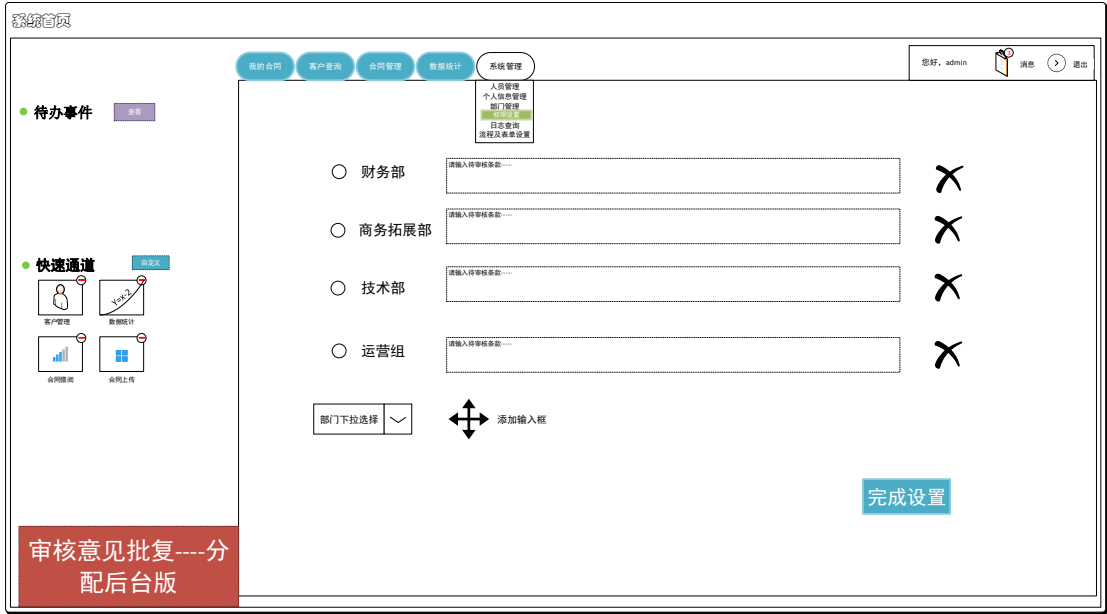 系统首页
我的合同
客户查询
合同管理
数据统计
系统管理
您好，admin
3
消息
退出
人员管理
个人信息管理
部门管理
权限设置
日志查询
流程及表单设置
待办事件
查看
财务部
请输入待审核条款……
商务拓展部
请输入待审核条款……
快速通道
自定义
技术部
请输入待审核条款……
Y=x-2
客户管理
数据统计
运营组
请输入待审核条款……
合同借阅
合同上传
部门下拉选择
添加输入框
完成设置
审核意见批复----分
配后台版